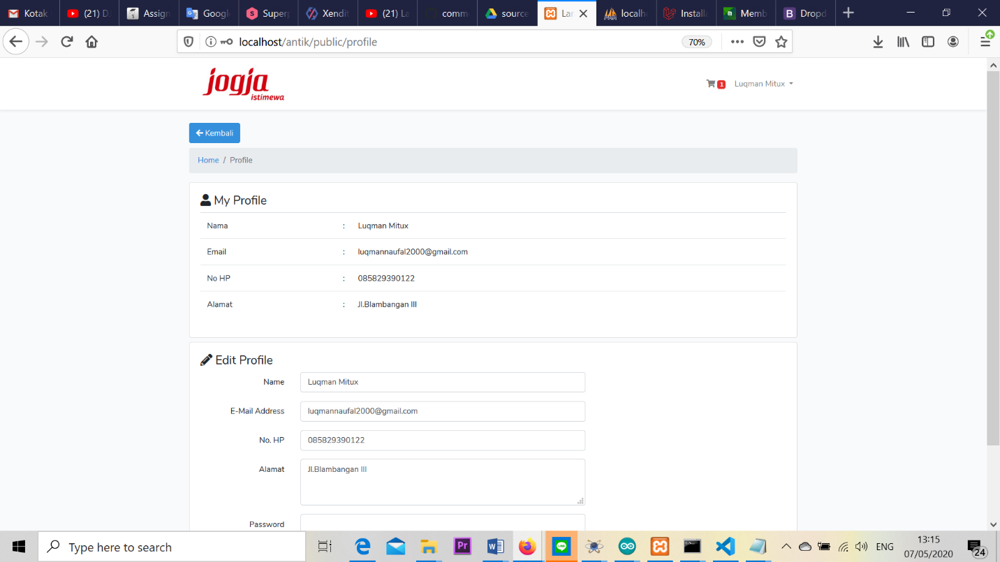 Kotak (21) D Assign Google Superp Xendit (21) La comm source Lar localh Installa Memb Dropd
localhost/antik/public/profile 70%
jogja
istimewa
1 Luqman Mitux
Kembali
Home / Profile
My Profile
Nama : Luqman Mitux
Email : luqmannaufal2000@gmail.com
No HP : 085829390122
Alamat : Jl.Blambangan III
Edit Profile
Name Luqman Mitux
E-Mail Address luqmannaufal2000@gmail.com
No. HP 085829390122
Alamat Jl.Blambangan III
Password
Type here to search Pr ENG 13:15
07/05/2020 24